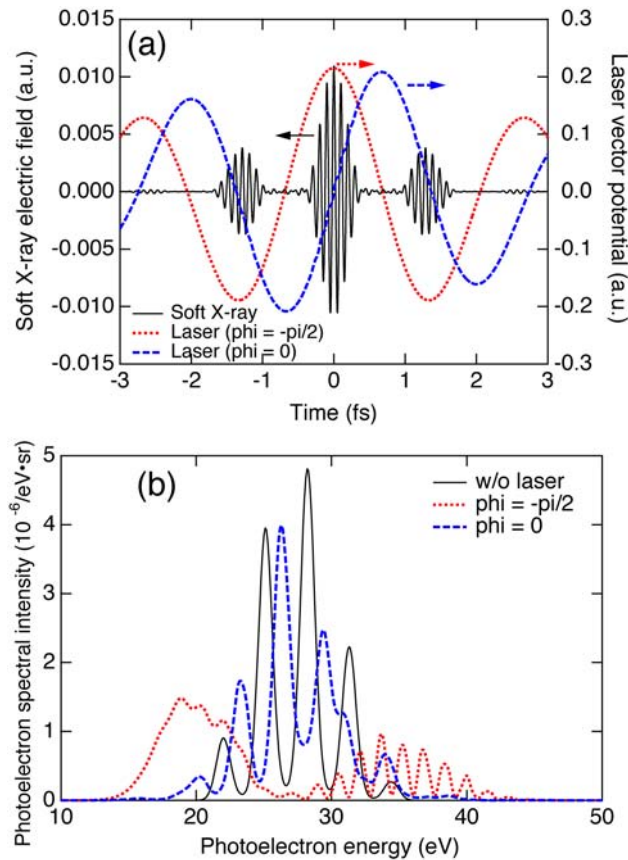 (a)
Soft X-ray electric field (a.u.)
0.015
0.010
0.005
0.000
-0.005
-0.010
-0.015
Laser vector potential (a.u.)
0.3
0.2
0.1
0.0
-0.1
-0.2
-0.3
Soft X-ray
Laser (phi = -pi/2)
Laser (phi = 0)
-3 -2 -1 0 1 2 3
Time (fs)
(b)
Photoelectron spectral intensity (10⁻⁶/eV•sr)
5
4
3
2
1
0
w/o laser
phi = -pi/2
phi = 0
10 20 30 40 50
Photoelectron energy (eV)